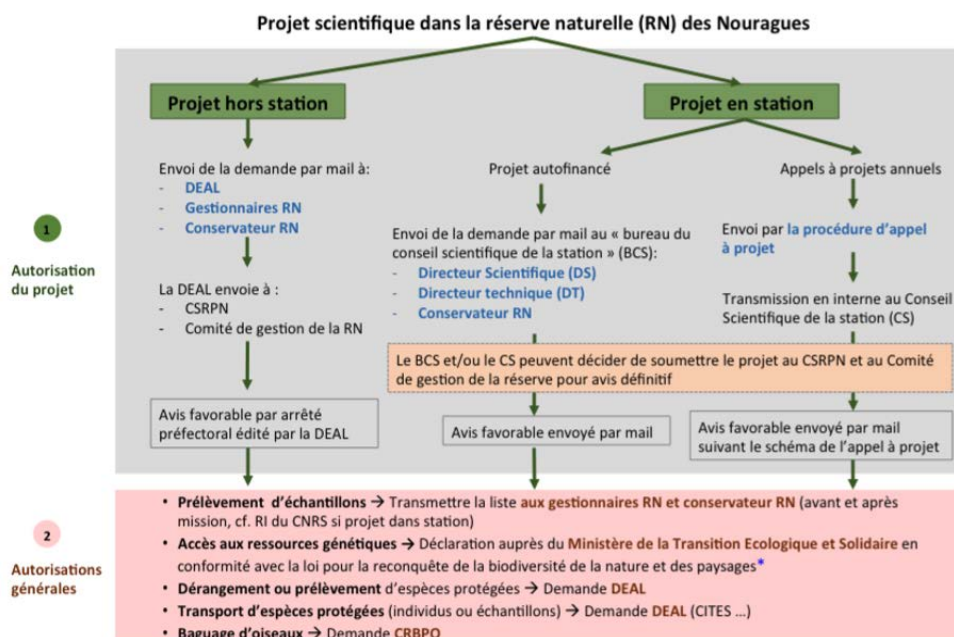 Projet scientifique dans la réserve naturelle (RN) des Nouragues
Projet hors station
Projet en station
Envoi de la demande par mail à:
- DEAL
- Gestionnaires RN
- Conservateur RN
Projet autofinancé
Appels à projets annuels
1
Autorisation
du projet
Envoi de la demande par mail au « bureau du
conseil scientifique de la station » (BCS):
- Directeur Scientifique (DS)
- Directeur technique (DT)
- Conservateur RN
Envoi par la procédure d’appel
à projet
La DEAL envoie à :
- CSRPN
- Comité de gestion de la RN
Transmission en interne au Conseil
Scientifique de la station (CS)
Le BCS et/ou le CS peuvent décider de soumettre le projet au CSRPN et au Comité
de gestion de la réserve pour avis définitif
Avis favorable par arrêté
préfectoral édité par la DEAL
Avis favorable envoyé par mail
Avis favorable envoyé par mail
suivant le schéma de l’appel à projet
2
Autorisations
générales
• Prélèvement d’échantillons → Transmettre la liste aux gestionnaires RN et conservateur RN (avant et après
mission, cf. RI du CNRS si projet dans station)
• Accès aux ressources génétiques → Déclaration auprès du Ministère de la Transition Ecologique et Solidaire en
conformité avec la loi pour la reconquête de la biodiversité de la nature et des paysages*
• Dérangement ou prélèvement d’espèces protégées → Demande DEAL
• Transport d’espèces protégées (individus ou échantillons) → Demande DEAL (CITES ...)
• Baguage d’oiseaux → Demande CRBPO